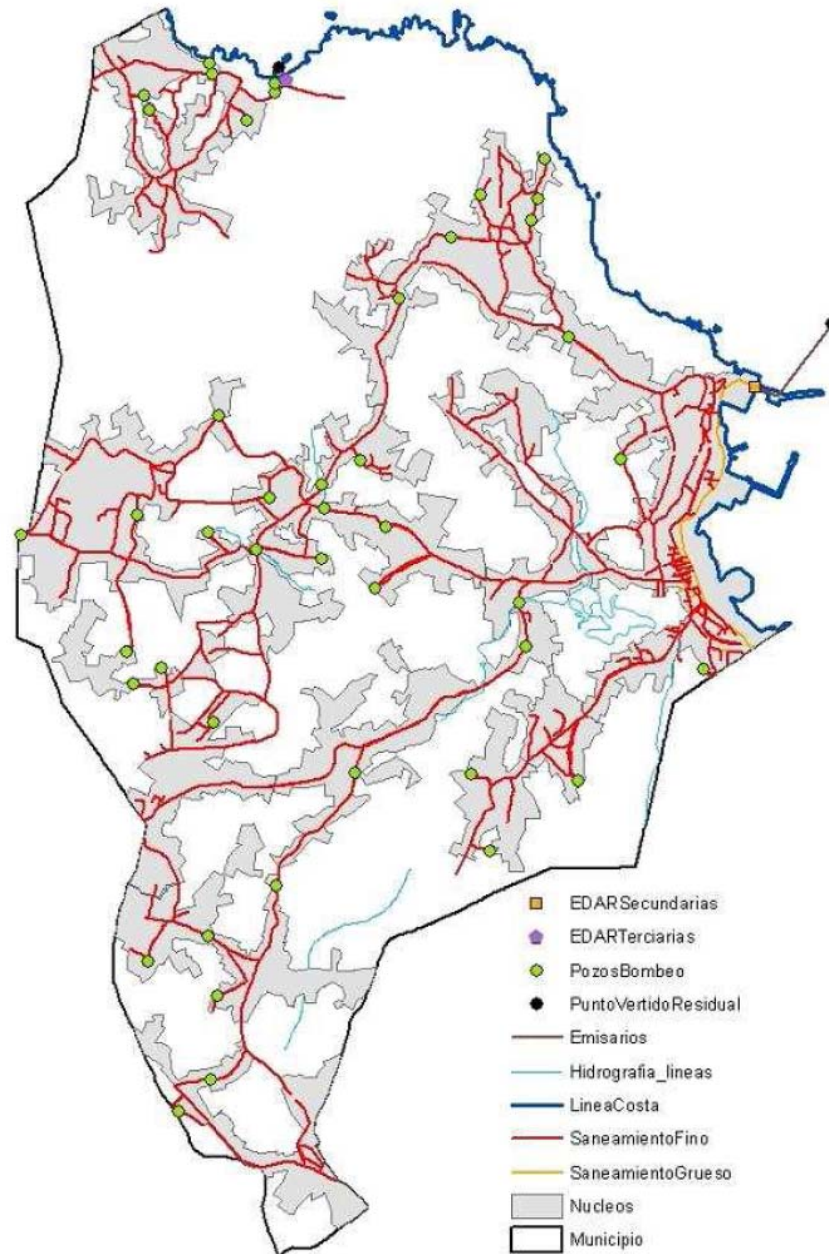 EDARSecundarias
EDARTerciarias
PozosBombeo
PuntoVertidoResidual
Emisarios
Hidrografia_lineas
LineaCosta
SaneamientoFino
SaneamientoGrueso
Nucleos
Municipio